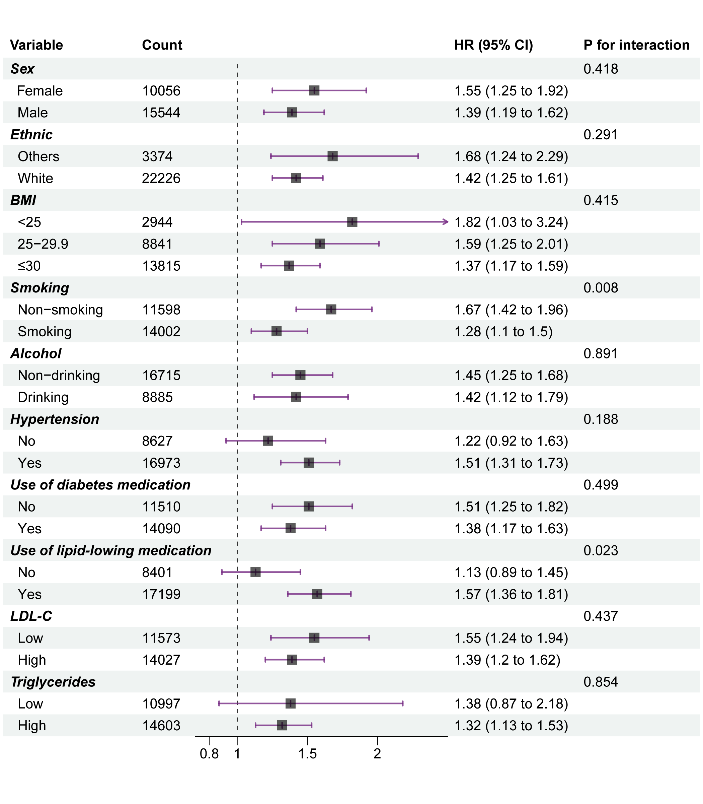 Variable Count HR (95% CI) P for interaction
Sex 0.418
Female 10056 1.55 (1.25 to 1.92)
Male 15544 1.39 (1.19 to 1.62)
Ethnic 0.291
Others 3374 1.68 (1.24 to 2.29)
White 22226 1.42 (1.25 to 1.61)
BMI 0.415
<25 2944 1.82 (1.03 to 3.24)
25−29.9 8841 1.59 (1.25 to 2.01)
≤30 13815 1.37 (1.17 to 1.59)
Smoking 0.008
Non−smoking 11598 1.67 (1.42 to 1.96)
Smoking 14002 1.28 (1.1 to 1.5)
Alcohol 0.891
Non−drinking 16715 1.45 (1.25 to 1.68)
Drinking 8885 1.42 (1.12 to 1.79)
Hypertension 0.188
No 8627 1.22 (0.92 to 1.63)
Yes 16973 1.51 (1.31 to 1.73)
Use of diabetes medication 0.499
No 11510 1.51 (1.25 to 1.82)
Yes 14090 1.38 (1.17 to 1.63)
Use of lipid-lowing medication 0.023
No 8401 1.13 (0.89 to 1.45)
Yes 17199 1.57 (1.36 to 1.81)
LDL-C 0.437
Low 11573 1.55 (1.24 to 1.94)
High 14027 1.39 (1.2 to 1.62)
Triglycerides 0.854
Low 10997 1.38 (0.87 to 2.18)
High 14603 1.32 (1.13 to 1.53)
0.8 1 1.5 2